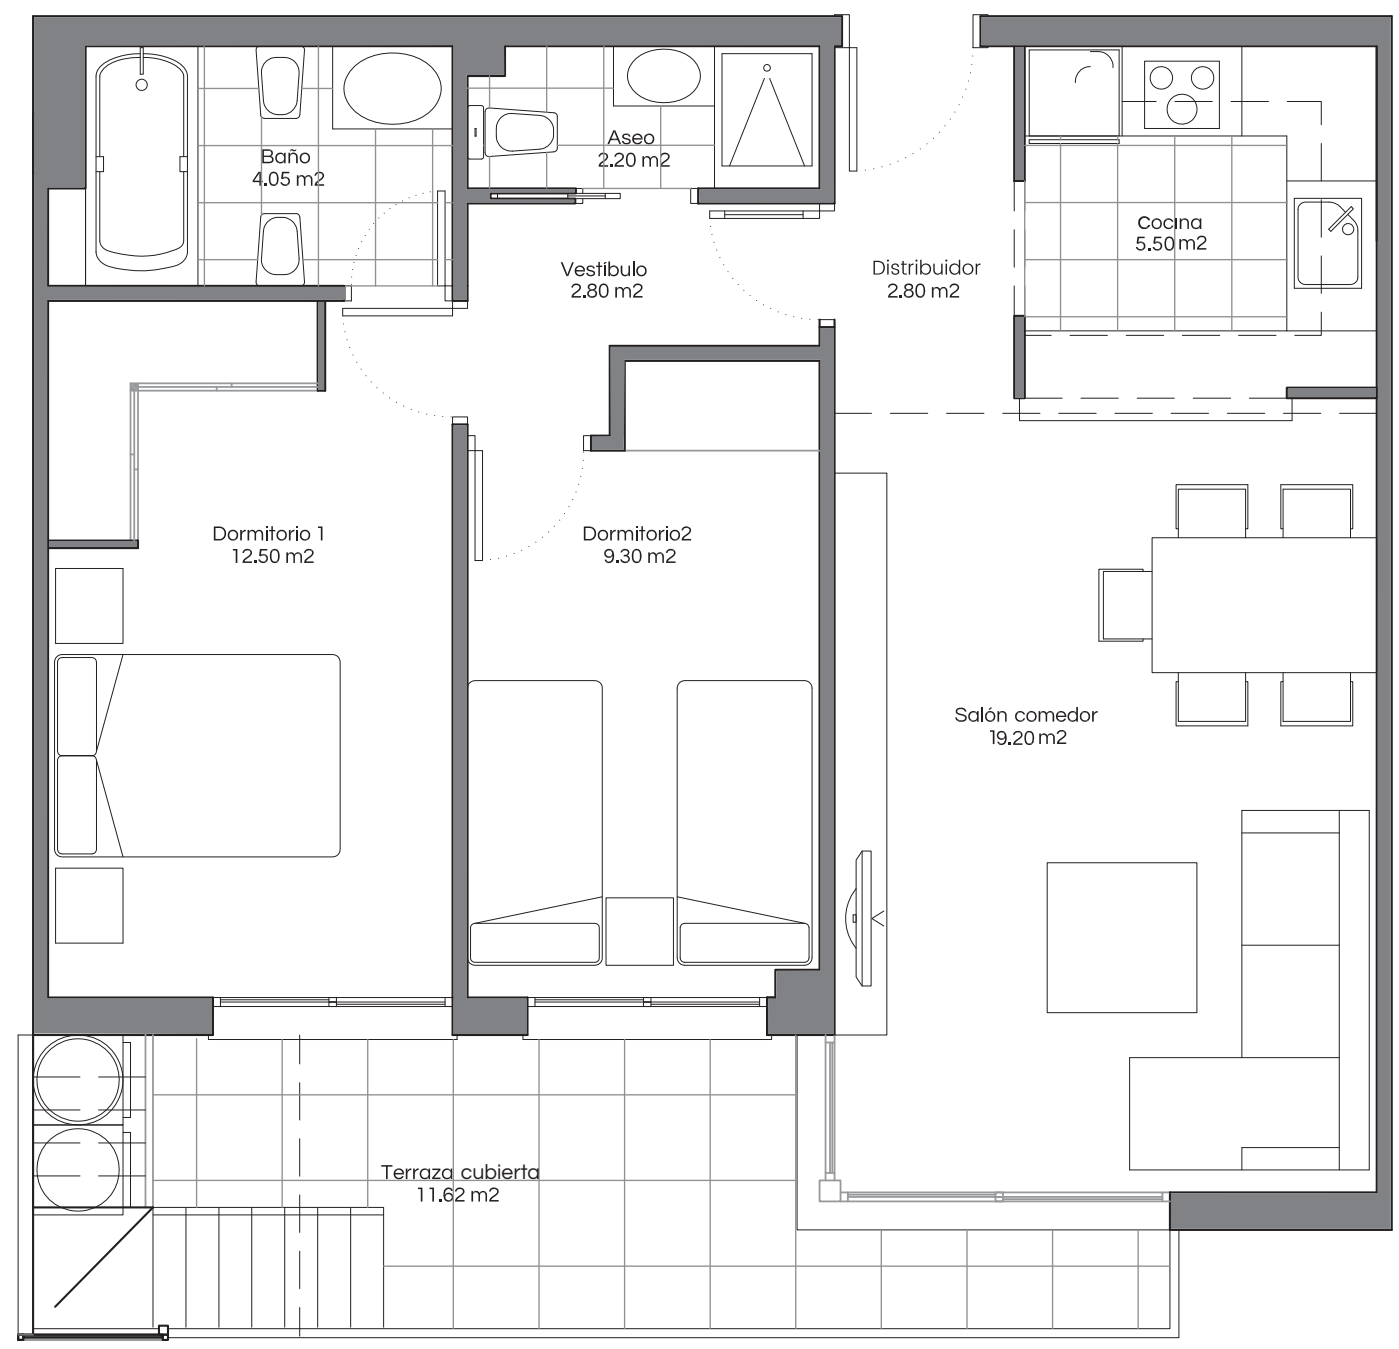 Baño
4.05 m2
Aseo
2.20 m2
Cocina
5.50 m2
Vestíbulo
2.80 m2
Distribuidor
2.80 m2
Dormitorio 1
12.50 m2
Dormitorio2
9.30 m2
Salón comedor
19.20 m2
Terraza cubierta
11.62 m2